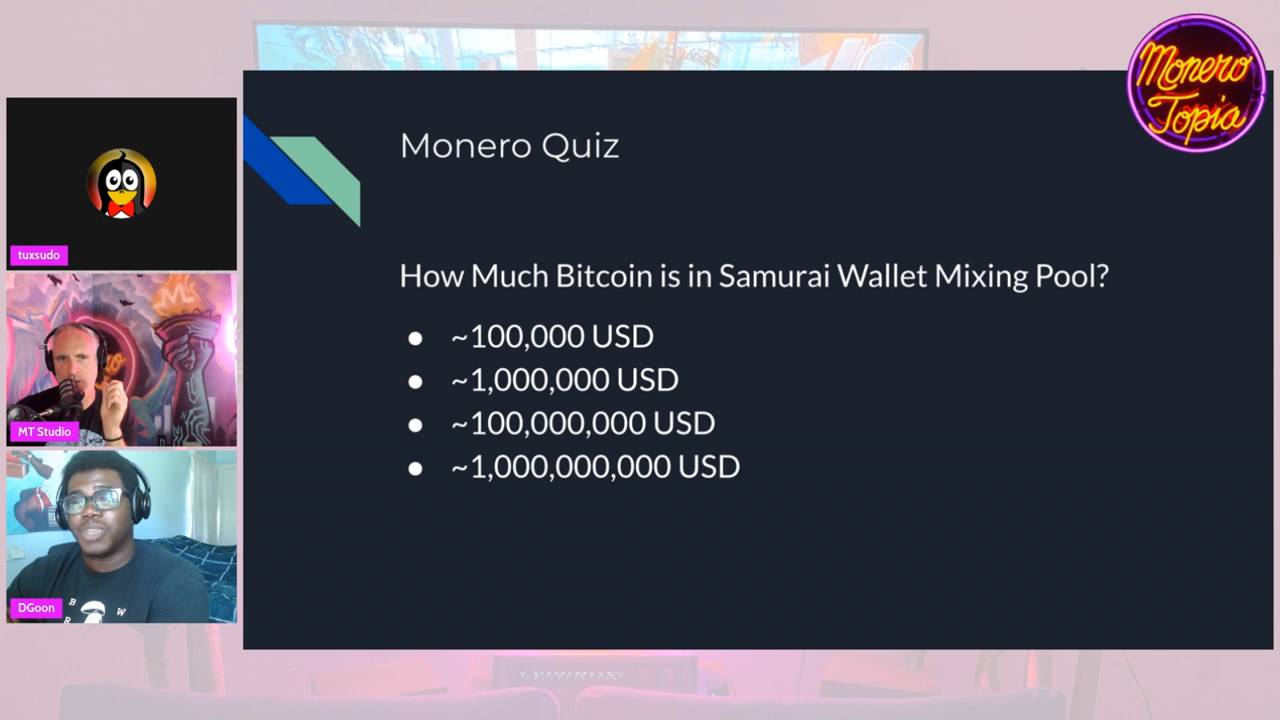 Monero
Topia
Monero Quiz
tuxsudo
How Much Bitcoin is in Samurai Wallet Mixing Pool?
● ~100,000 USD
● ~1,000,000 USD
● ~100,000,000 USD
● ~1,000,000,000 USD
MT Studio
DGoon
B
W
R